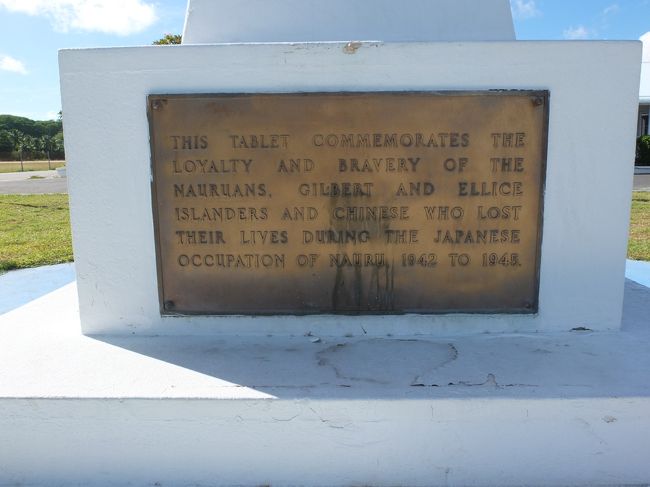 THIS TABLET COMMEMORATES THE
LOYALTY AND BRAVERY OF THE
NAURUANS, GILBERT AND ELLICE
ISLANDERS AND CHINESE WHO LOST
THEIR LIVES DURING THE JAPANESE
OCCUPATION OF NAURU, 1942 TO 1945.